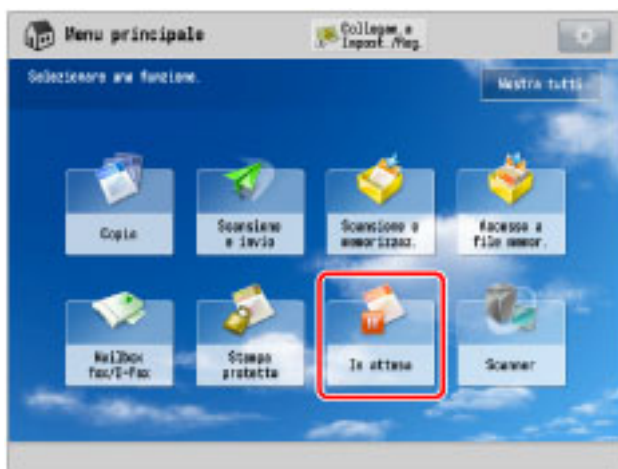 Menu principale
Collegam. a
Impost./Reg.
Selezionare una funzione.
Mostra tutti
Copia
Scansione
e invio
Scansione e
memorizzaz.
Accesso a
file memor.
Mailbox
fax/I-Fax
Stampa
protetta
In attesa
Scanner